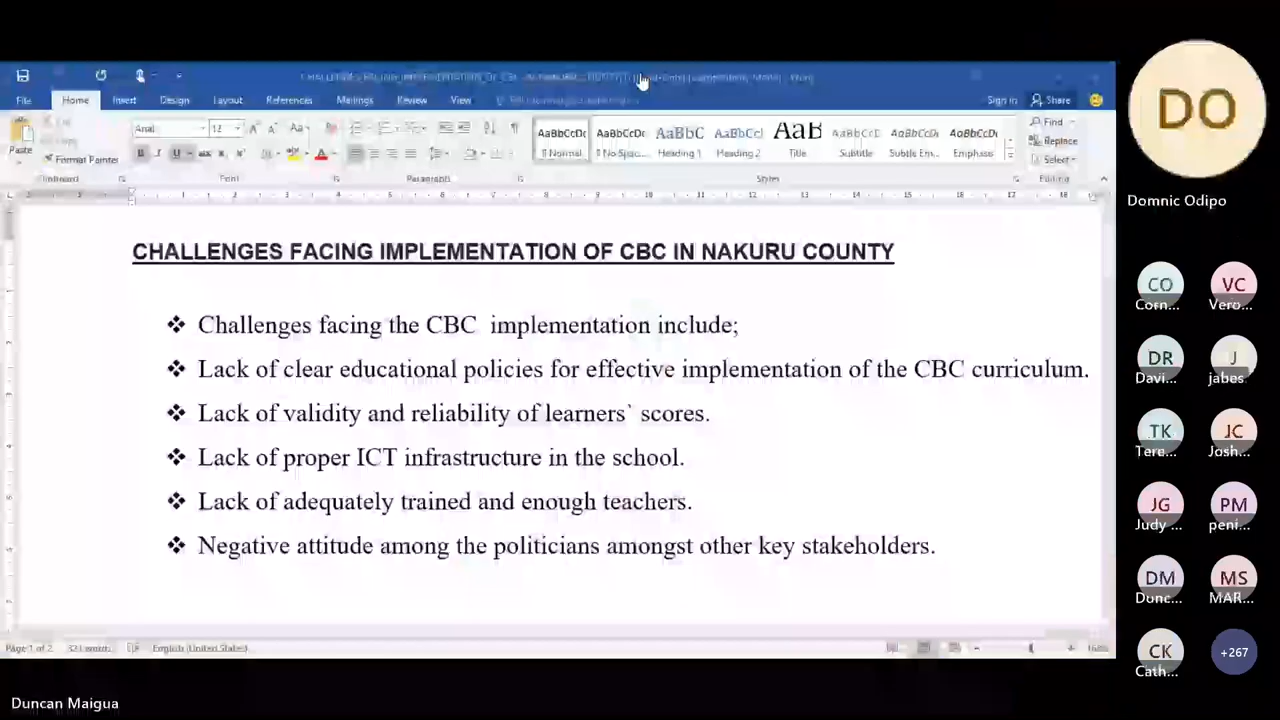 File Home Insert Design Layout References Mailings Review View Sign in Share
Paste Format Painter
Arial 12
AaBbCcDc AaBbCcDc AaBbC AaBbCcI AaB AaBbCcDc AaBbCcDc AaBbCcDc
¶ Normal ¶ No Spac... Heading 1 Heading 2 Title Subtitle Subtle Em... Emphasis
Find
Replace
Select
Font Paragraph Styles Editing
CHALLENGES FACING IMPLEMENTATION OF CBC IN NAKURU COUNTY
❖ Challenges facing the CBC implementation include;
❖ Lack of clear educational policies for effective implementation of the CBC curriculum.
❖ Lack of validity and reliability of learners` scores.
❖ Lack of proper ICT infrastructure in the school.
❖ Lack of adequately trained and enough teachers.
❖ Negative attitude among the politicians amongst other key stakeholders.
Page 1 of 2 English (United States)
DO
Domnic Odipo
CO VC
Corn... Vero...
DR J
Davi... jabes
TK JC
Tere... Josh...
JG PM
Judy ... peni...
DM MS
Dunc... MAR...
CK +267
Cath...
Duncan Maigua